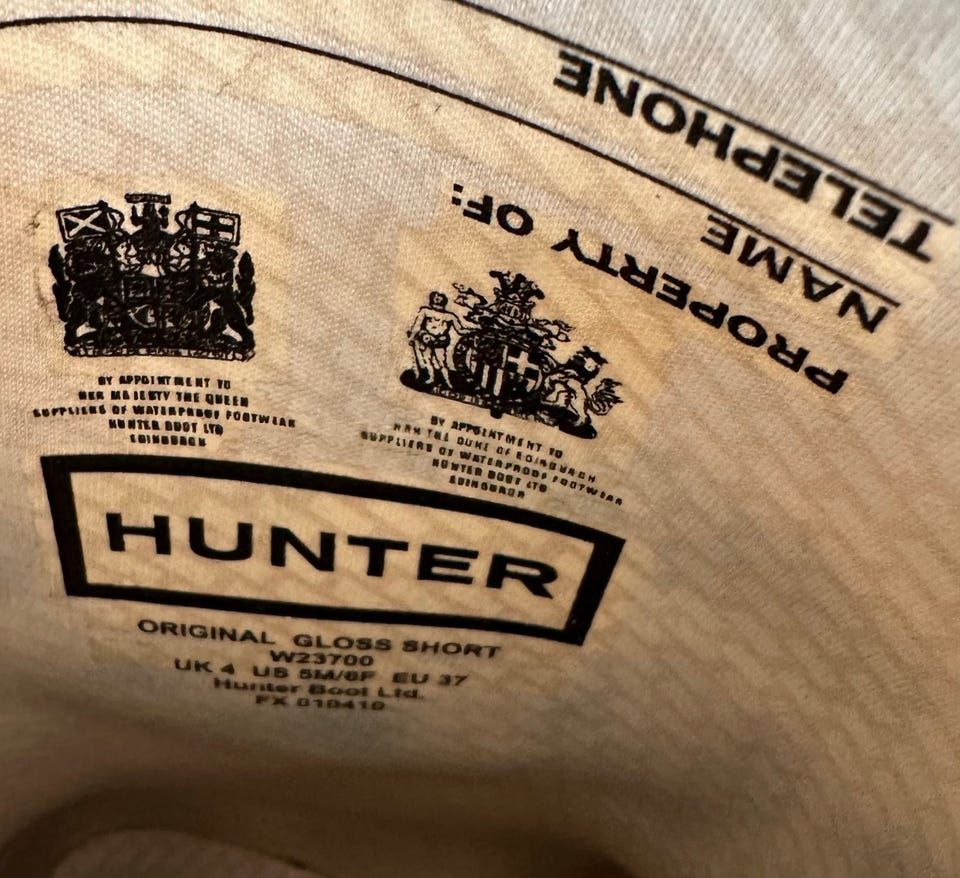 TELEPHONE
NAME
PROPERTY OF:
BY APPOINTMENT TO
HER MAJESTY THE QUEEN
SUPPLIERS OF WATERPROOF FOOTWEAR
HUNTER BOOT LTD
EDINBURGH
BY APPOINTMENT TO
HRH THE DUKE OF EDINBURGH
SUPPLIERS OF WATERPROOF FOOTWEAR
HUNTER BOOT LTD
EDINBURGH
HUNTER
ORIGINAL GLOSS SHORT
W23700
UK 4 US 5M/6F EU 37
Hunter Boot Ltd.
FX